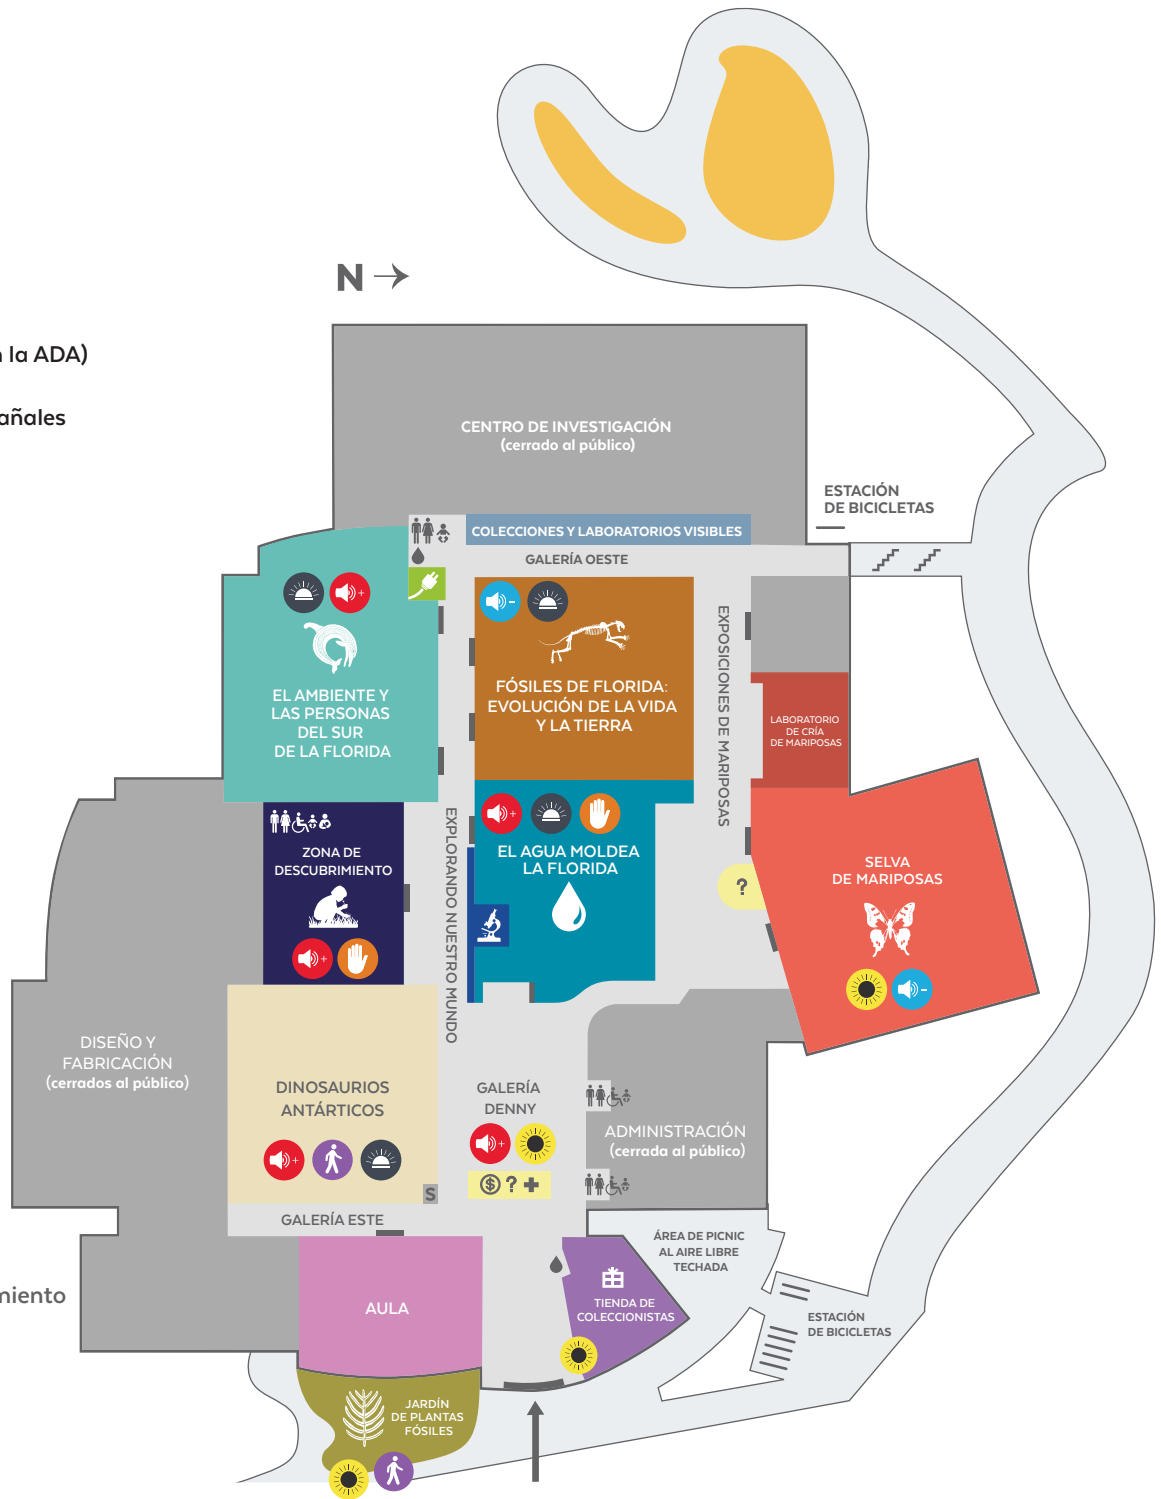 N
n la ADA)
añales
CENTRO DE INVESTIGACIÓN
(cerrado al público)
ESTACIÓN
DE BICICLETAS
COLECCIONES Y LABORATORIOS VISIBLES
GALERÍA OESTE
EL AMBIENTE Y
LAS PERSONAS
DEL SUR
DE LA FLORIDA
FÓSILES DE FLORIDA:
EVOLUCIÓN DE LA VIDA
Y LA TIERRA
EXPOSICIONES DE MARIPOSAS
LABORATORIO
DE CRÍA
DE MARIPOSAS
ZONA DE
DESCUBRIMIENTO
EXPLORANDO NUESTRO MUNDO
EL AGUA MOLDEA
LA FLORIDA
?
SELVA
DE MARIPOSAS
DISEÑO Y
FABRICACIÓN
(cerrados al público)
DINOSAURIOS
ANTÁRTICOS
GALERÍA
DENNY
$ ? +
ADMINISTRACIÓN
(cerrada al público)
S
GALERÍA ESTE
ÁREA DE PICNIC
AL AIRE LIBRE
TECHADA
miento
AULA
TIENDA DE
COLECCIONISTAS
ESTACIÓN
DE BICICLETAS
JARDÍN
DE PLANTAS
FÓSILES